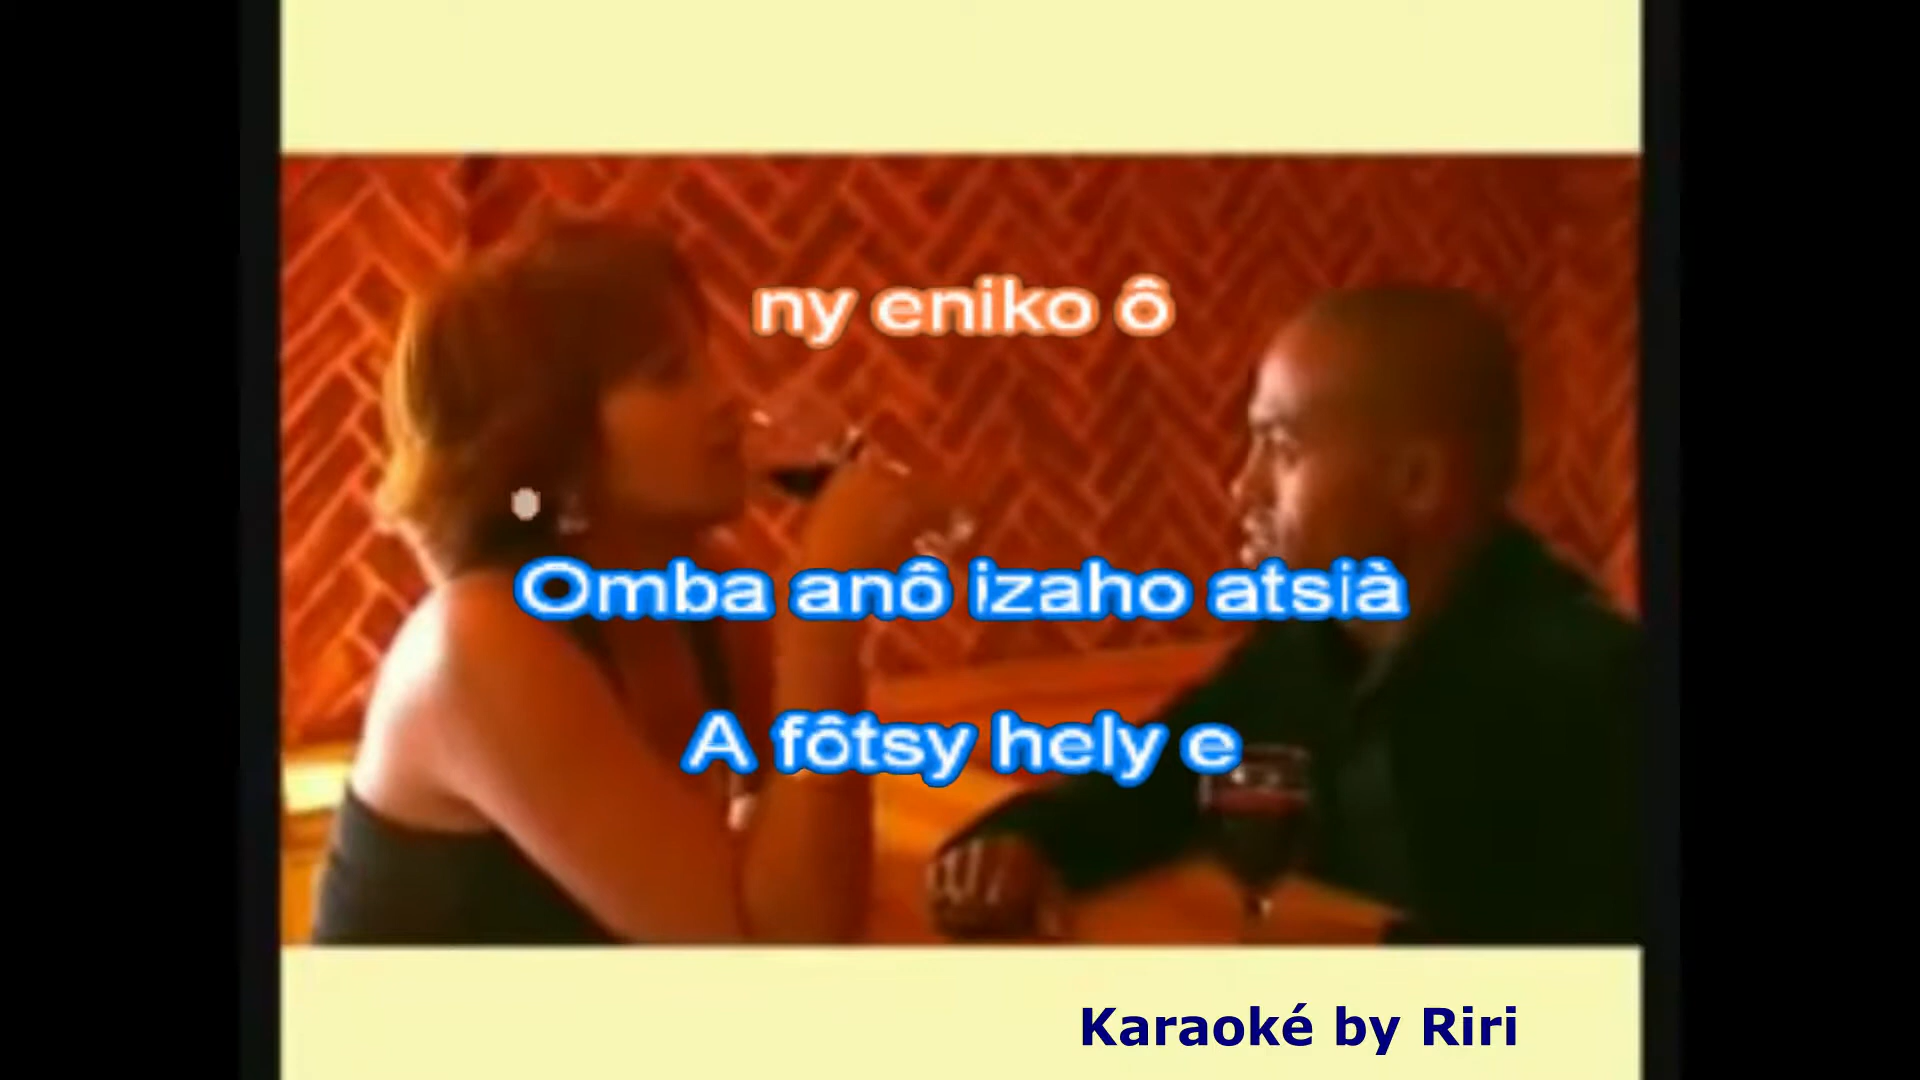 ny eniko ô
Omba anô izaho atsià
A fôtsy hely e
Karaoké by Riri